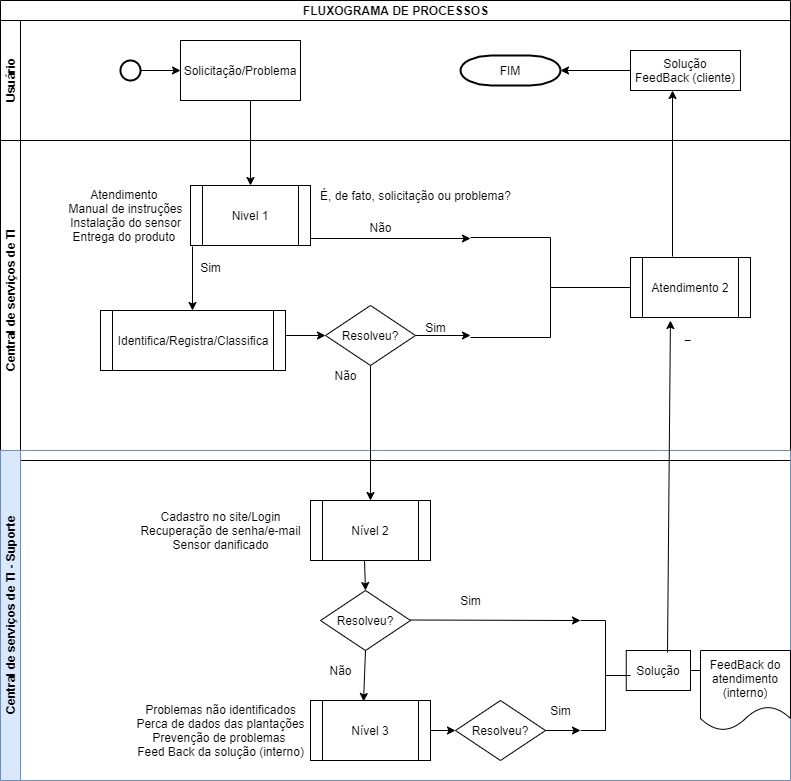 FLUXOGRAMA DE PROCESSOS
Usuário
Solicitação/Problema
FIM
Solução
FeedBack (cliente)
Central de serviços de TI
Atendimento
Manual de instruções
Instalação do sensor
Entrega do produto
Nivel 1
É, de fato, solicitação ou problema?
Não
Sim
Atendimento 2
Identifica/Registra/Classifica
Resolveu?
Sim
Não
Central de serviços de TI - Suporte
Cadastro no site/Login
Recuperação de senha/e-mail
Sensor danificado
Nível 2
Resolveu?
Sim
Não
Solução
FeedBack do
atendimento
(interno)
Problemas não identificados
Perca de dados das plantações
Prevenção de problemas
Feed Back da solução (interno)
Nível 3
Resolveu?
Sim